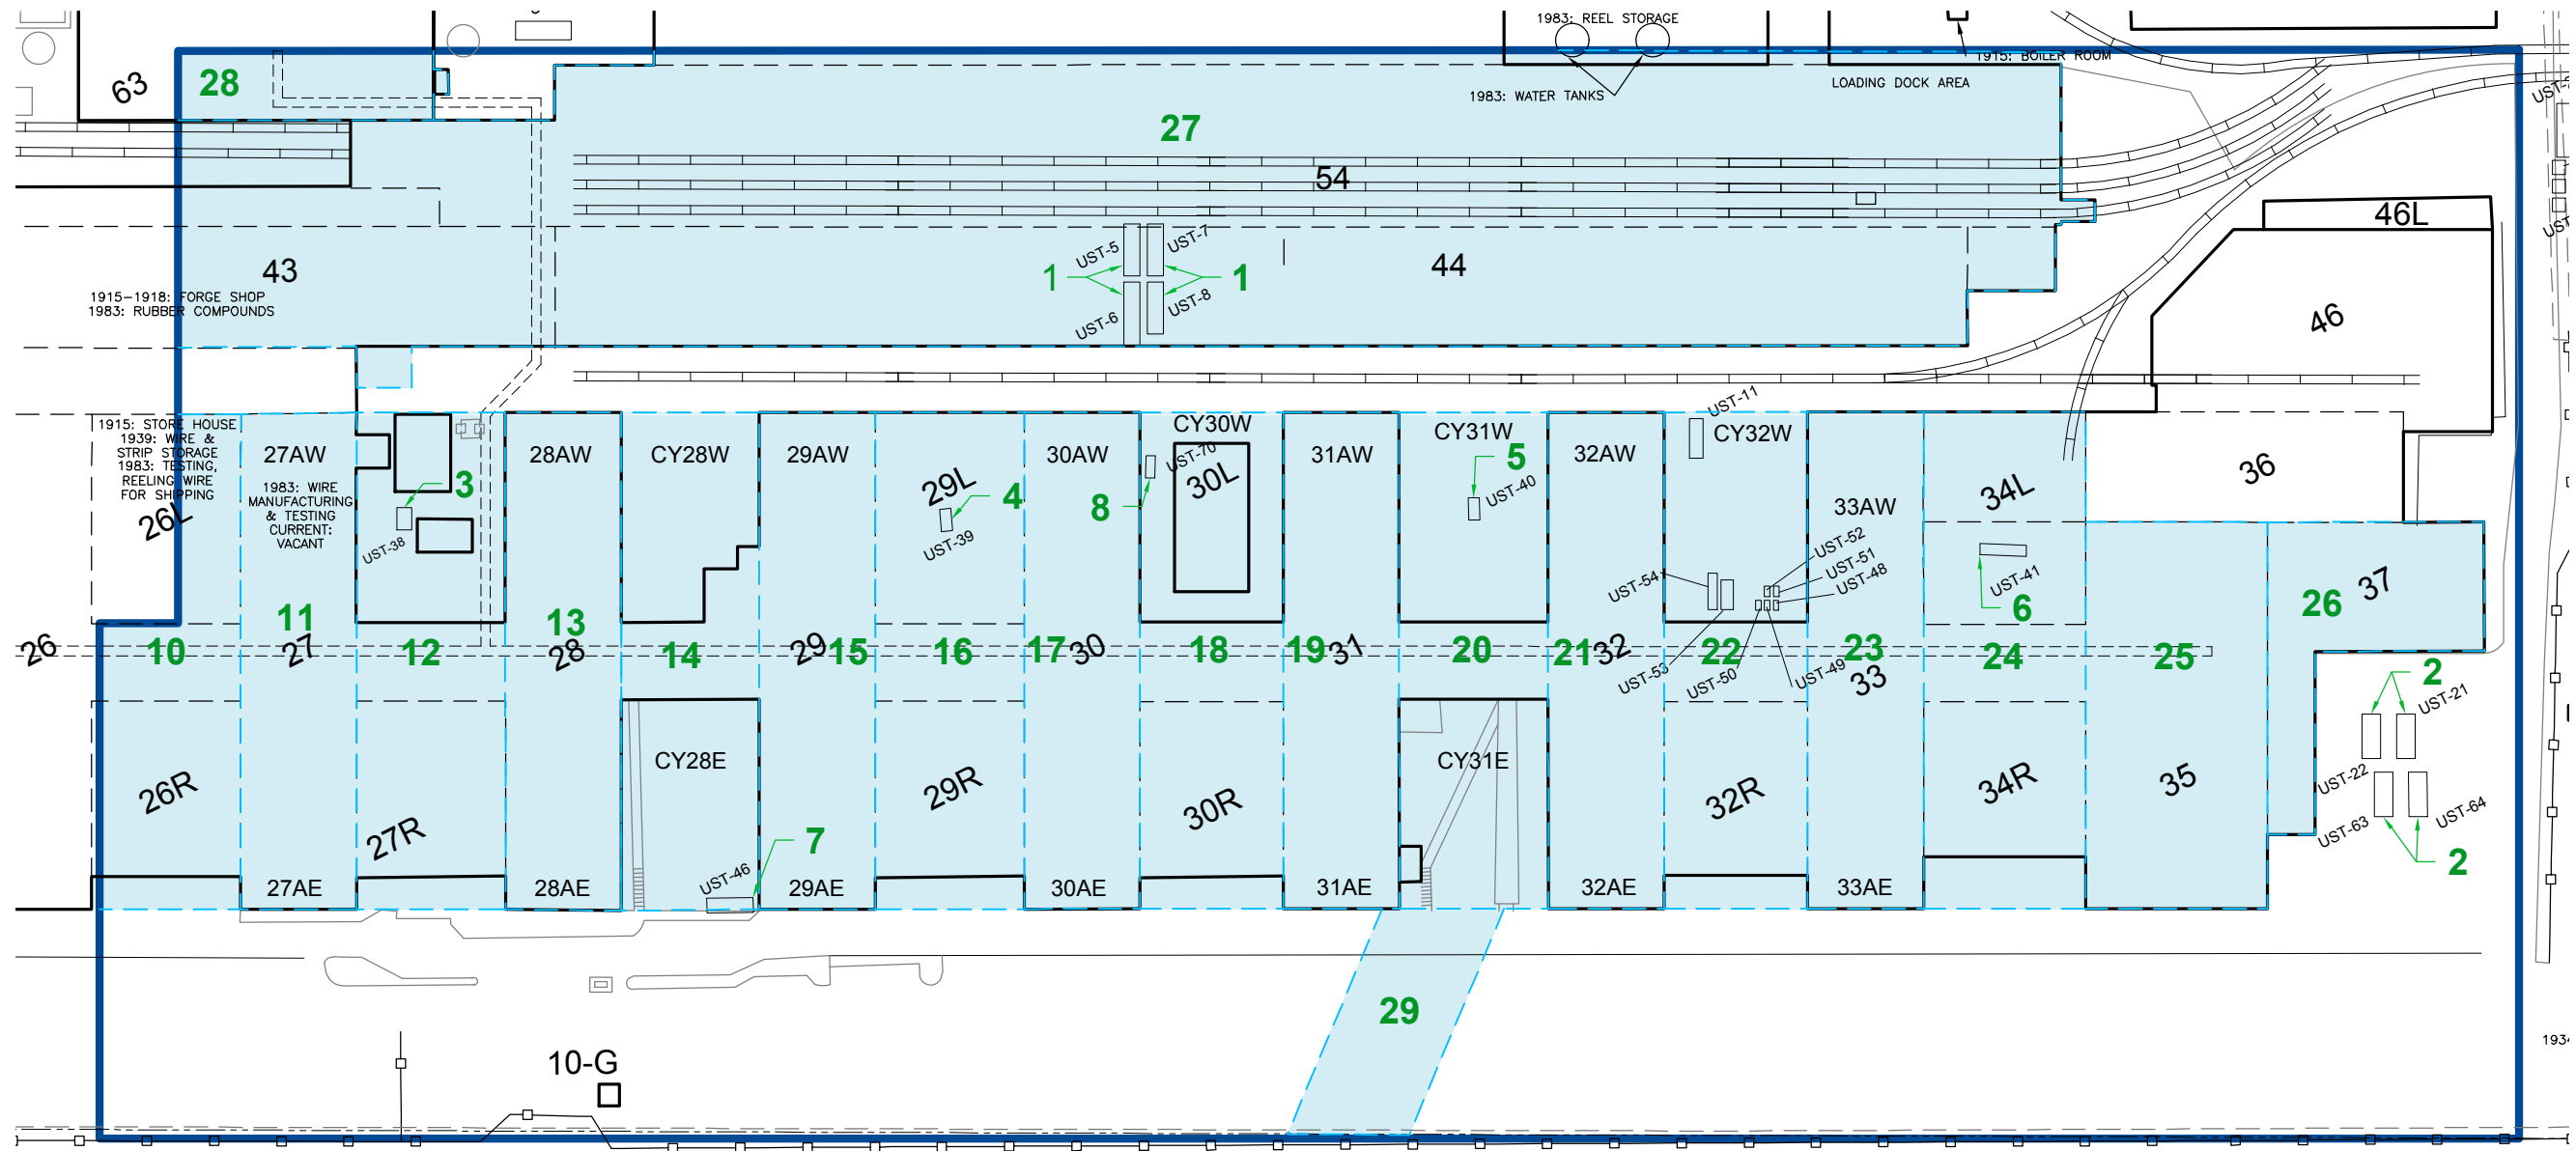 1983: REEL STORAGE
1915: BOILER ROOM
63
28
LOADING DOCK AREA
1983: WATER TANKS
27
54
46L
43
UST-5
UST-7
44
1
1
1915-1918: FORGE SHOP
1983: RUBBER COMPOUNDS
UST-6
UST-8
46
1915: STORE HOUSE
1939: WIRE &
STRIP STORAGE
1983: TESTING,
REELING WIRE
FOR SHIPPING
26L
27AW
1983: WIRE
MANUFACTURING
& TESTING
CURRENT:
VACANT
3
UST-38
28AW
CY28W
29AW
29L
4
UST-39
30AW
CY30W
UST-70
30L
8
31AW
CY31W
5
UST-40
32AW
UST-11
CY32W
33AW
34L
36
UST-52
UST-51
UST-48
UST-54
UST-41
6
37
26
11
13
26
10
27
12
28
14
29
15
16
17
30
18
19
31
20
21
32
22
23
33
24
25
UST-53
UST-50
UST-49
2
UST-21
26R
27R
CY28E
29R
30R
CY31E
32R
34R
35
UST-22
UST-63
UST-64
2
7
UST-46
27AE
28AE
29AE
30AE
31AE
32AE
33AE
29
10-G